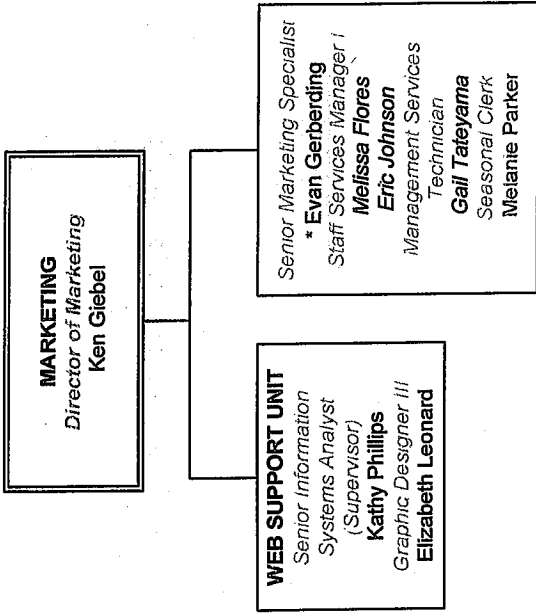 MARKETING
Director of Marketing
Ken Giebel
WEB SUPPORT UNIT
Senior Information
Systems Analyst
(Supervisor)
Kathy Phillips
Graphic Designer III
Elizabeth Leonard
Senior Marketing Specialist
* Evan Gerberding
Staff Services Manager I
Melissa Flores
Eric Johnson
Management Services
Technician
Gail Tateyama
Seasonal Clerk
Melanie Parker